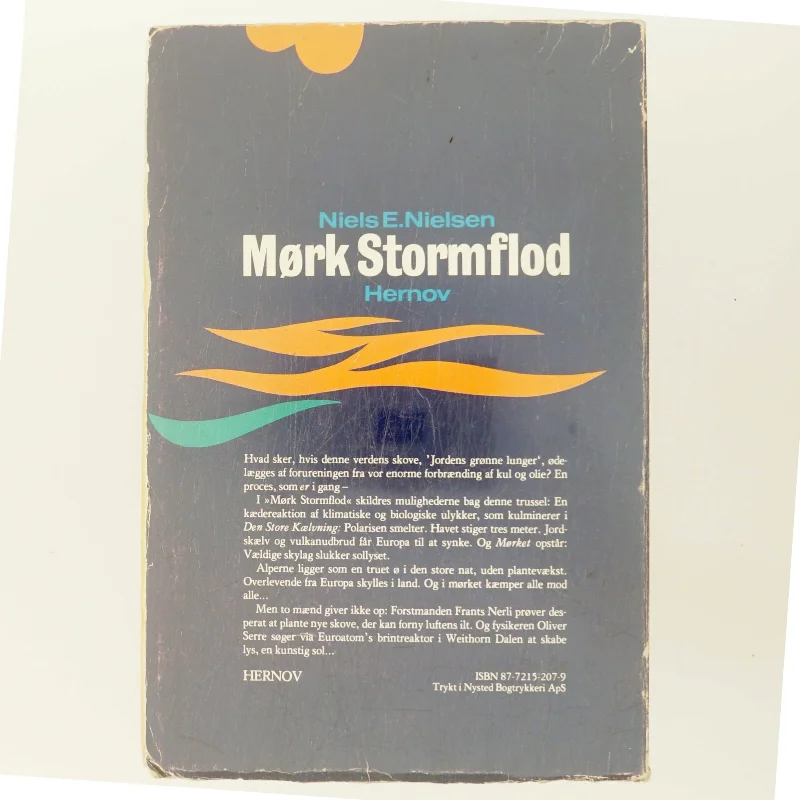 Niels E.Nielsen
Mørk Stormflod
Hernov
Hvad sker, hvis denne verdens skove, 'Jordens grønne lunger', øde-
lægges af forureningen fra vor enorme forbrænding af kul og olie? En
proces, som er i gang –
I »Mørk Stormflod« skildres mulighederne bag denne trussel: En
kædereaktion af klimatiske og biologiske ulykker, som kulminerer i
Den Store Kælvning: Polarisen smelter. Havet stiger tre meter. Jord-
skælv og vulkanudbrud får Europa til at synke. Og Mørket opstår:
Vældige skylag slukker sollyset.
Alperne ligger som en truet ø i den store nat, uden plantevækst.
Overlevende fra Europa skylles i land. Og i mørket kæmper alle mod
alle...
Men to mænd giver ikke op: Forstmanden Frants Nerli prøver des-
perat at plante nye skove, der kan forny luftens ilt. Og fysikeren Oliver
Serre søger via Euroatom's brintreaktor i Weithorn Dalen at skabe
lys, en kunstig sol...
HERNOV
ISBN 87-7215-207-9
Trykt i Nysted Bogtrykkeri ApS